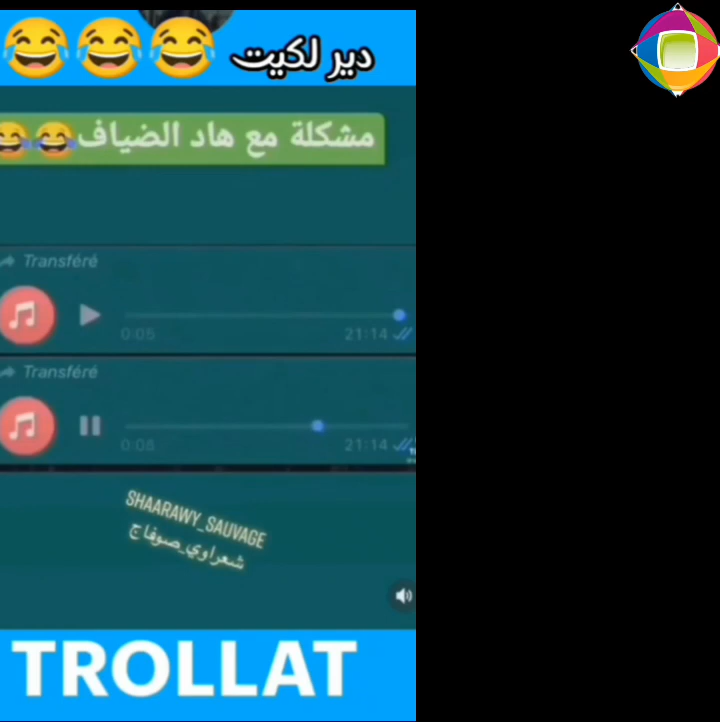 دير لكيت 😂😂😂
مشكلة مع هاد الضياف😂😂
Transféré
0:05
21:14
Transféré
0:08
21:14
SHAARAWY_SAUVAGE
شعراوي_صوفاج
TROLLAT